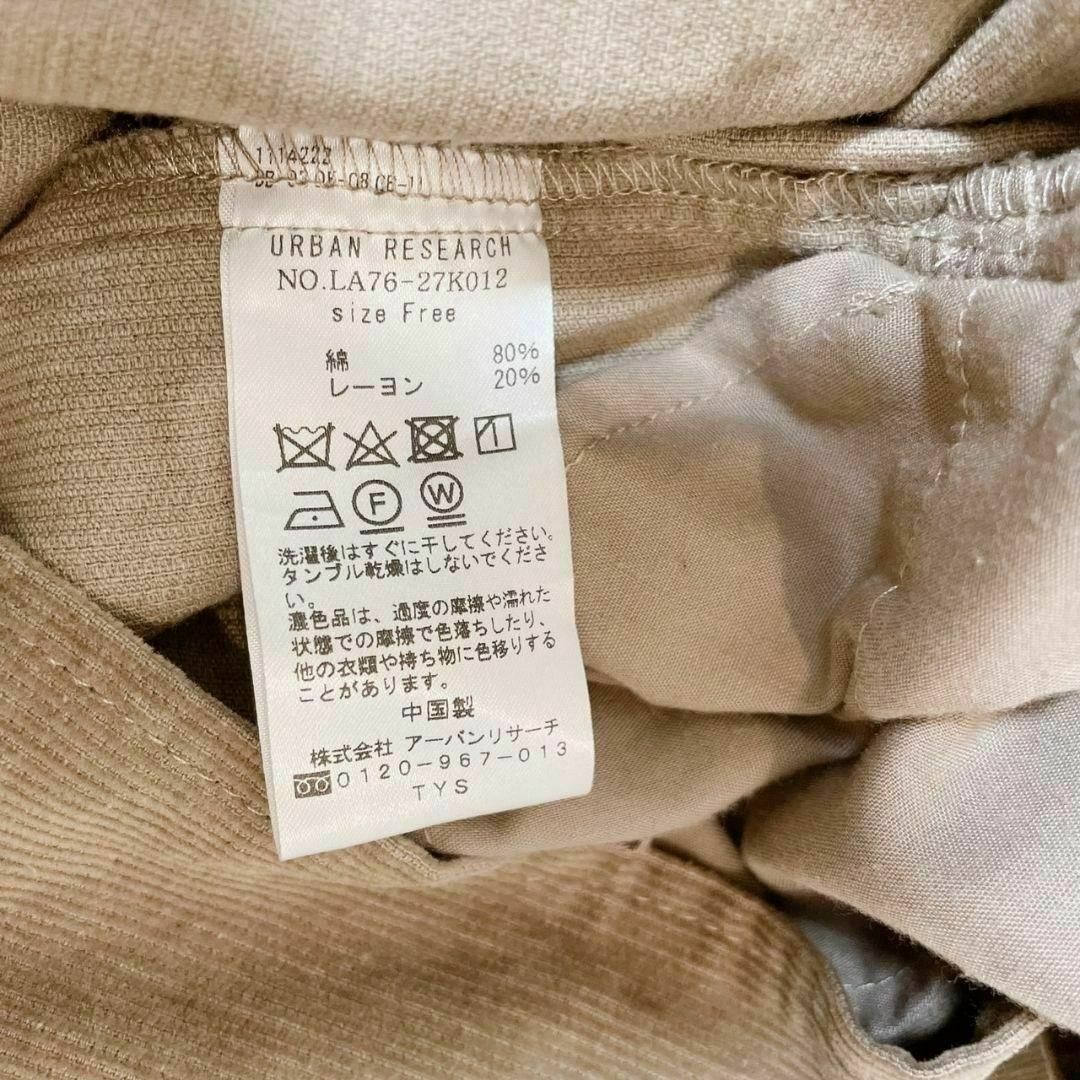 1114222
URBAN RESEARCH
NO.LA76-27K012
size Free
綿 80%
レーヨン 20%
F W
洗濯後はすぐに干してください。
タンブル乾燥はしないでくださ
い。
濃色品は、過度の摩擦や濡れた
状態での摩擦で色落ちしたり、
他の衣類や持ち物に色移りする
ことがあります。
中国製
株式会社 アーバンリサーチ
0120-967-013
TYS